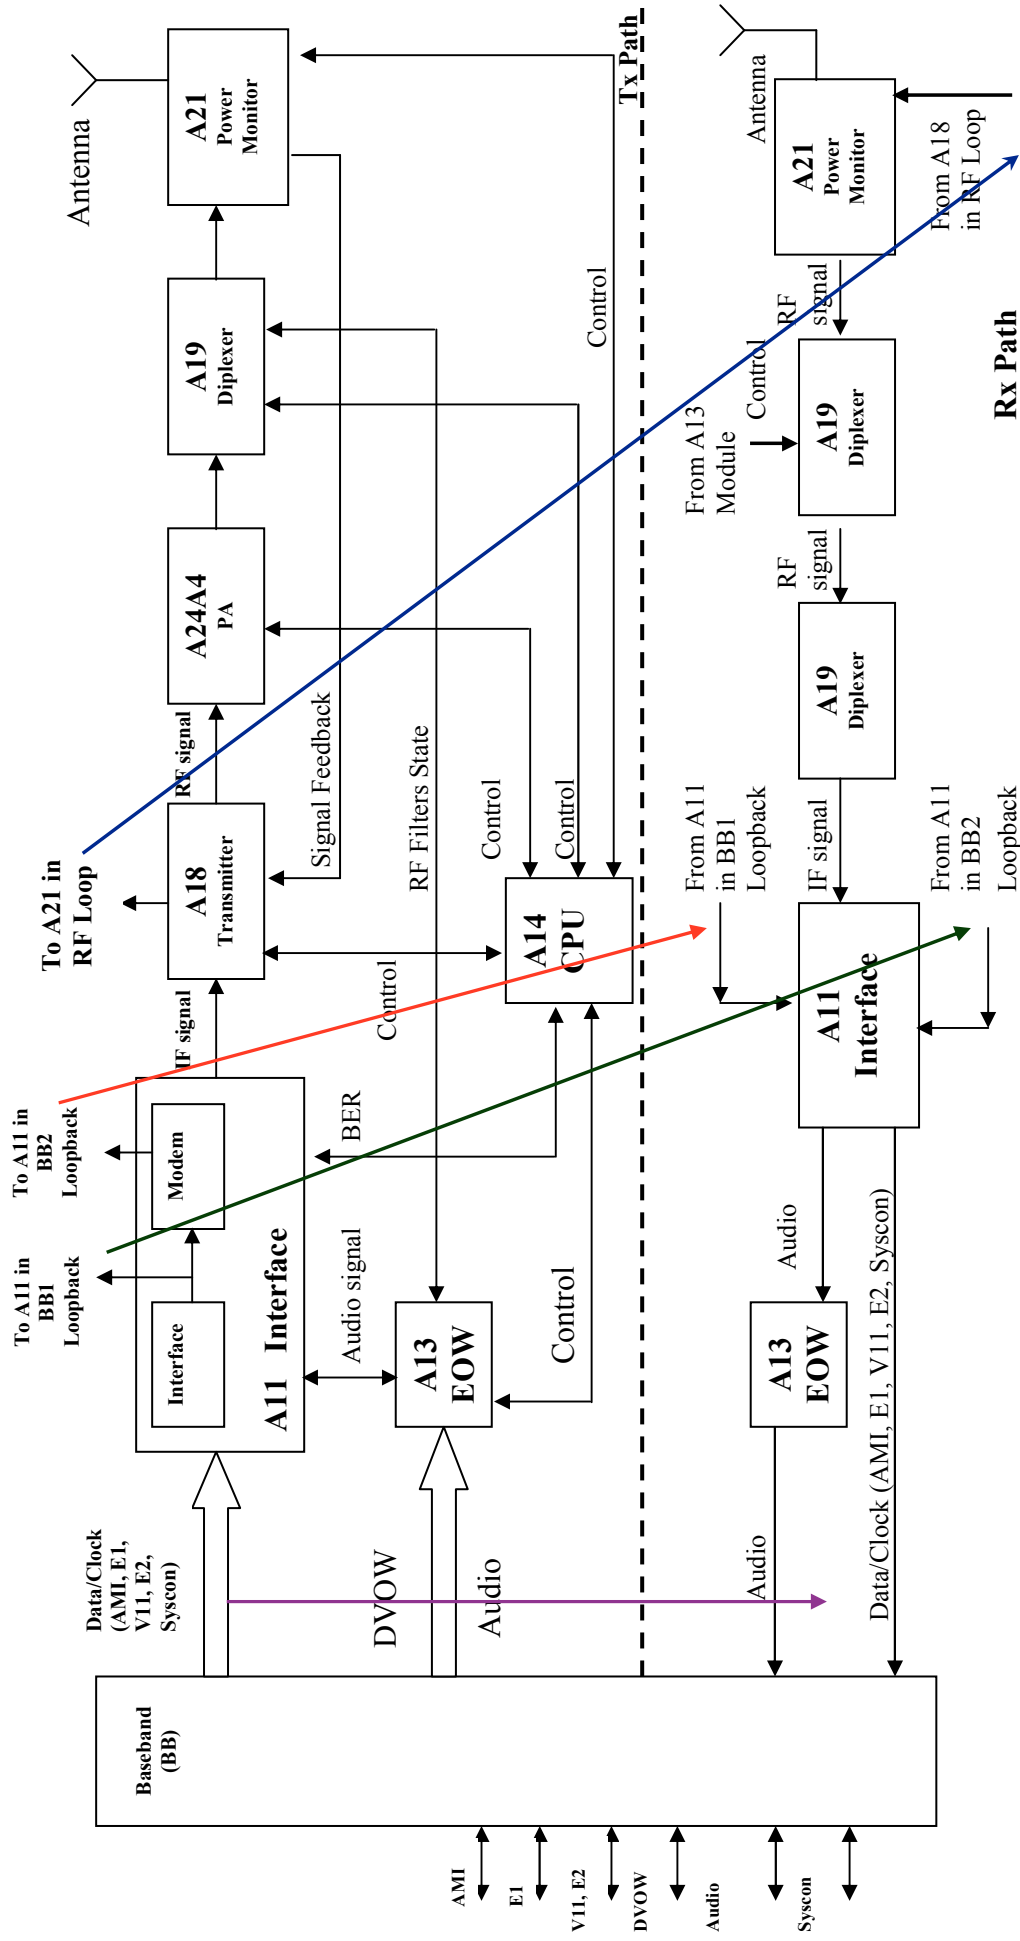 Antenna
A21
Power
Monitor
A19
Diplexer
A24A4
PA
RF signal
A18
Transmitter
To A21 in
RF Loop
IF signal
Signal Feedback
RF Filters State
Control
Control
Control
Control
Tx Path
A14
CPU
To A11 in
BB2
Loopback
To A11 in
BB1
Loopback
Modem
Interface
A11 Interface
BER
Audio signal
A13
EOW
Control
Data/Clock
(AMI, E1,
V11, E2,
Syscon)
DVOW
Audio
Baseband
(BB)
AMI
E1
V11, E2
DVOW
Audio
Syscon
Antenna
A21
Power
Monitor
From A18
in RF Loop
RF
signal
Control
From A13
Module
A19
Diplexer
Rx Path
RF
signal
A19
Diplexer
IF signal
From A11
in BB1
Loopback
From A11
in BB2
Loopback
A11
Interface
Audio
A13
EOW
Audio
Data/Clock (AMI, E1, V11, E2, Syscon)